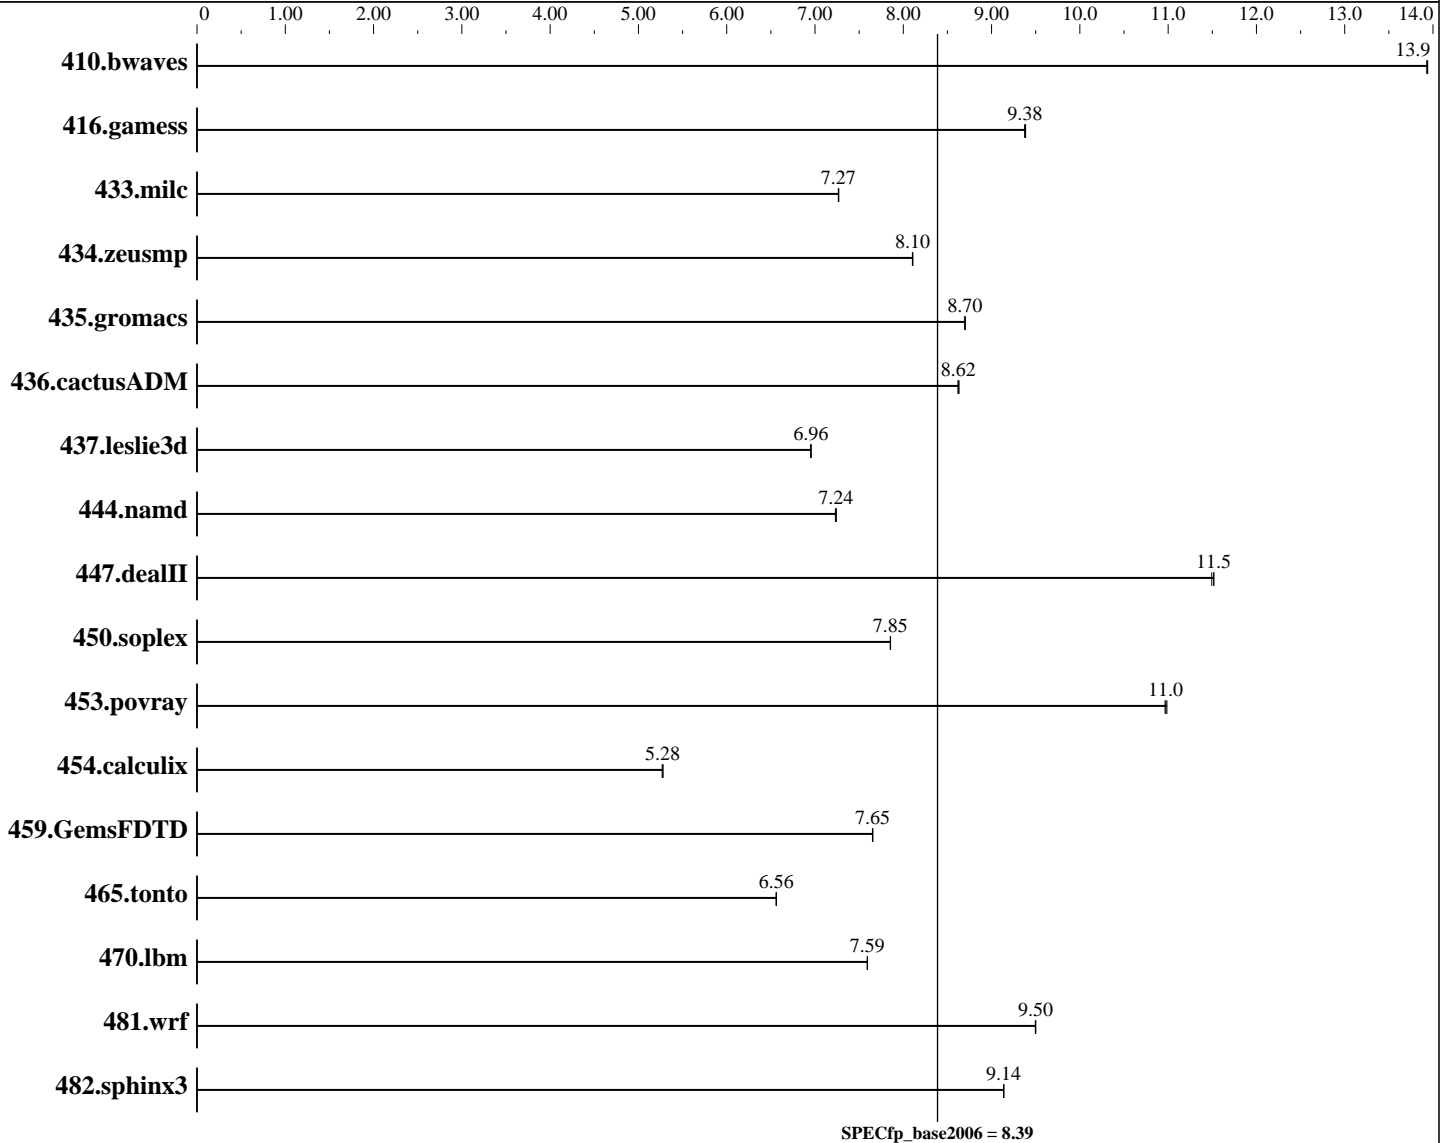 0 1.00 2.00 3.00 4.00 5.00 6.00 7.00 8.00 9.00 10.0 11.0 12.0 13.0 14.0
410.bwaves 13.9
416.gamess 9.38
433.milc 7.27
434.zeusmp 8.10
435.gromacs 8.70
436.cactusADM 8.62
437.leslie3d 6.96
444.namd 7.24
447.dealII 11.5
450.soplex 7.85
453.povray 11.0
454.calculix 5.28
459.GemsFDTD 7.65
465.tonto 6.56
470.lbm 7.59
481.wrf 9.50
482.sphinx3 9.14
SPECfp_base2006 = 8.39